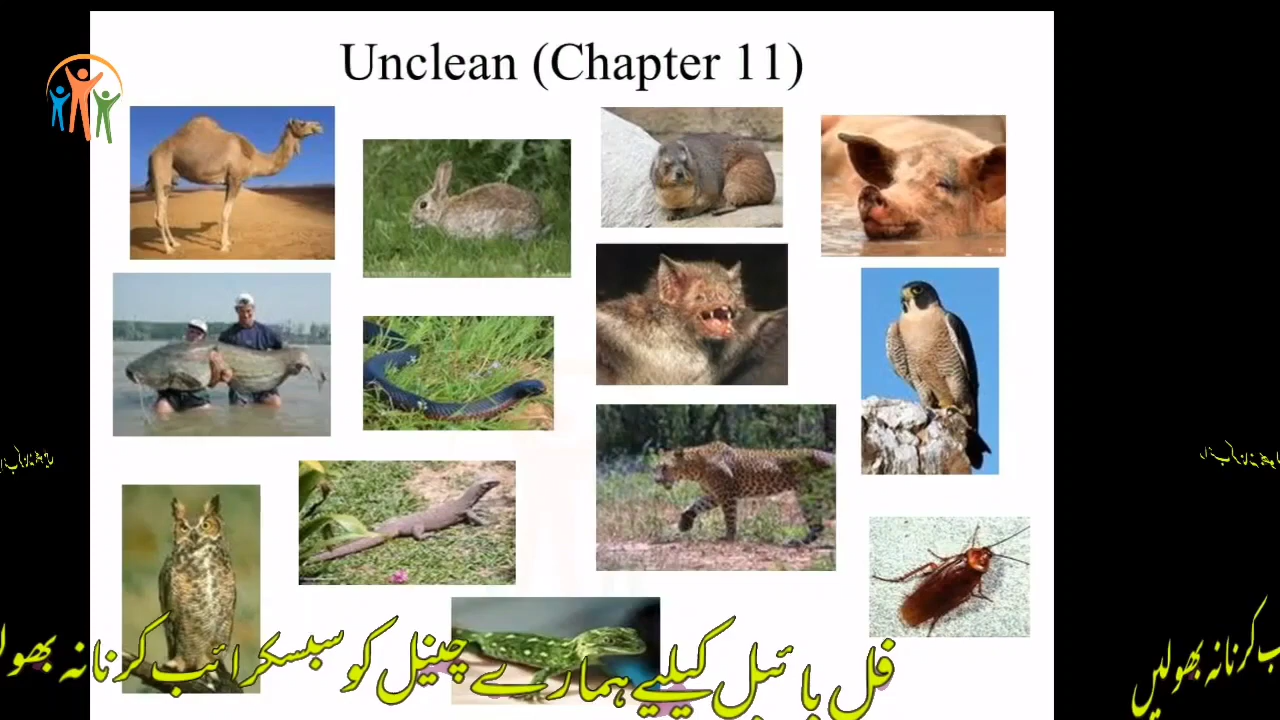 Unclean (Chapter 11)
فل بائبل کیلیے ہمارے چینل کو سبسکرائب کرنا نہ بھولیں